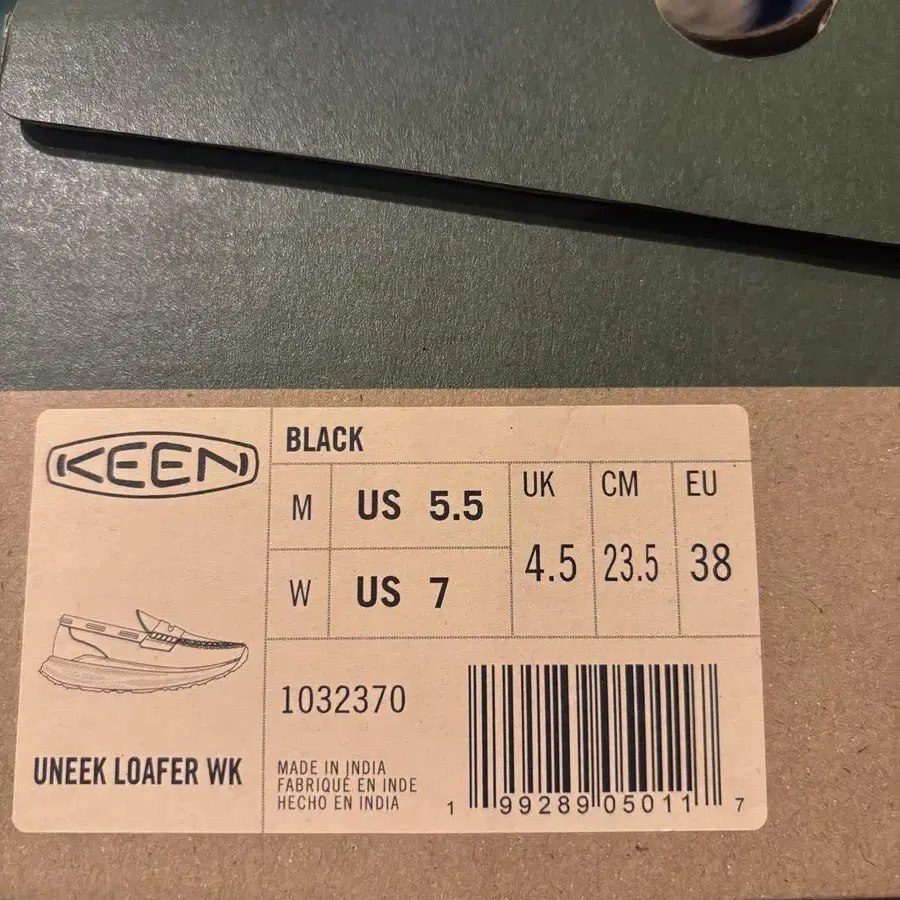 KEEN
BLACK
M US 5.5
W US 7
UK
4.5
CM
23.5
EU
38
1032370
UNEEK LOAFER WK
MADE IN INDIA
FABRIQUÉ EN INDE
HECHO EN INDIA
1 99289 05011 7